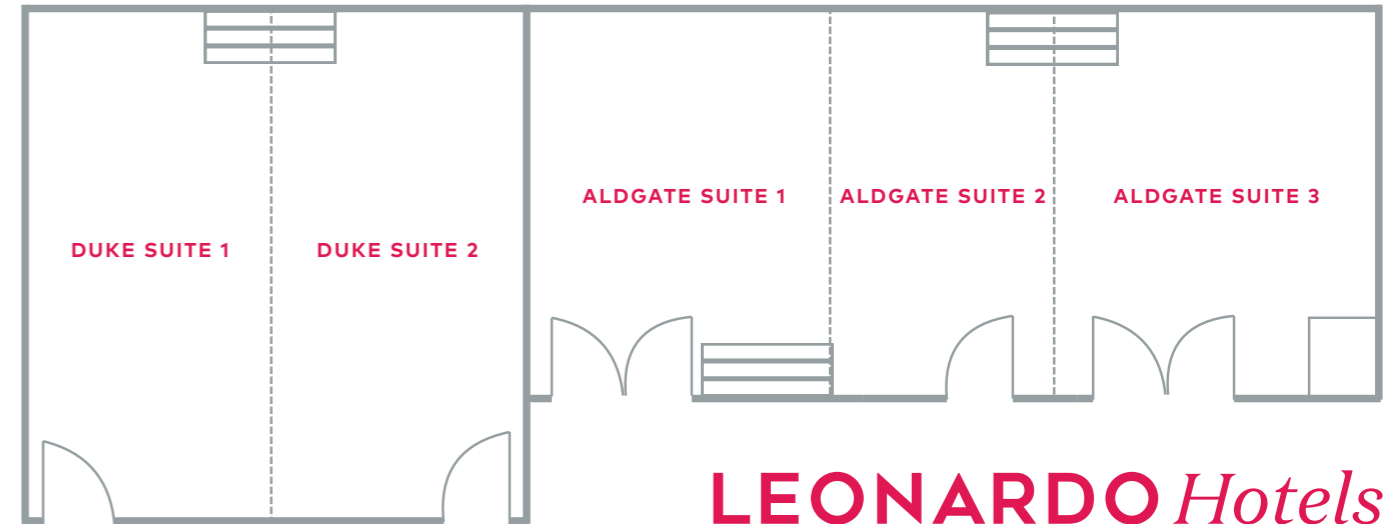 DUKE SUITE 1
DUKE SUITE 2
ALDGATE SUITE 1
ALDGATE SUITE 2
ALDGATE SUITE 3
LEONARDO Hotels